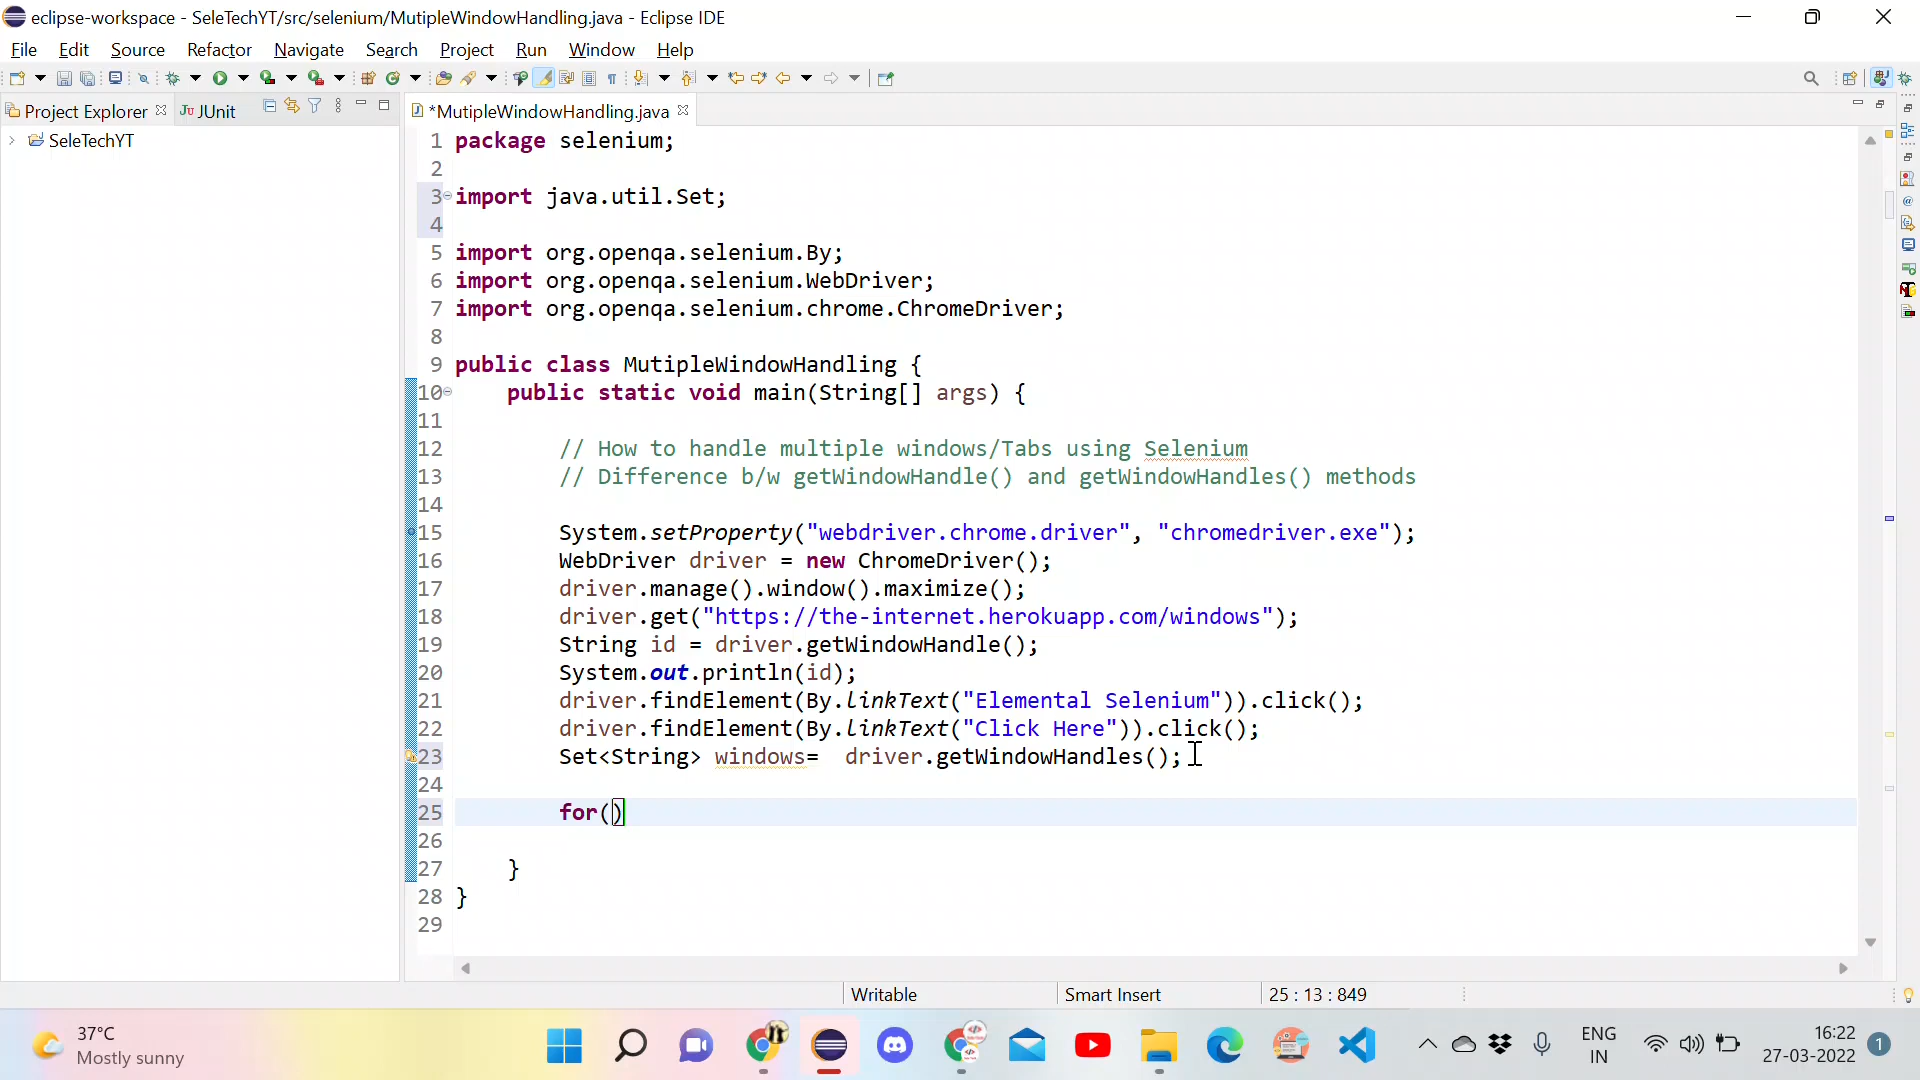 eclipse-workspace - SeleTechYT/src/selenium/MutipleWindowHandling.java - Eclipse IDE
File Edit Source Refactor Navigate Search Project Run Window Help
Project Explorer JUnit
*MutipleWindowHandling.java
SeleTechYT
1 package selenium;
2
3 import java.util.Set;
4
5 import org.openqa.selenium.By;
6 import org.openqa.selenium.WebDriver;
7 import org.openqa.selenium.chrome.ChromeDriver;
8
9 public class MutipleWindowHandling {
10 public static void main(String[] args) {
11
12 // How to handle multiple windows/Tabs using Selenium
13 // Difference b/w getWindowHandle() and getWindowHandles() methods
14
15 System.setProperty("webdriver.chrome.driver", "chromedriver.exe");
16 WebDriver driver = new ChromeDriver();
17 driver.manage().window().maximize();
18 driver.get("https://the-internet.herokuapp.com/windows");
19 String id = driver.getWindowHandle();
20 System.out.println(id);
21 driver.findElement(By.linkText("Elemental Selenium")).click();
22 driver.findElement(By.linkText("Click Here")).click();
23 Set<String> windows=  driver.getWindowHandles();
24
25 for()
26
27 }
28 }
29
Writable Smart Insert 25 : 13 : 849
37°C
Mostly sunny
ENG
IN
16:22
27-03-2022
1